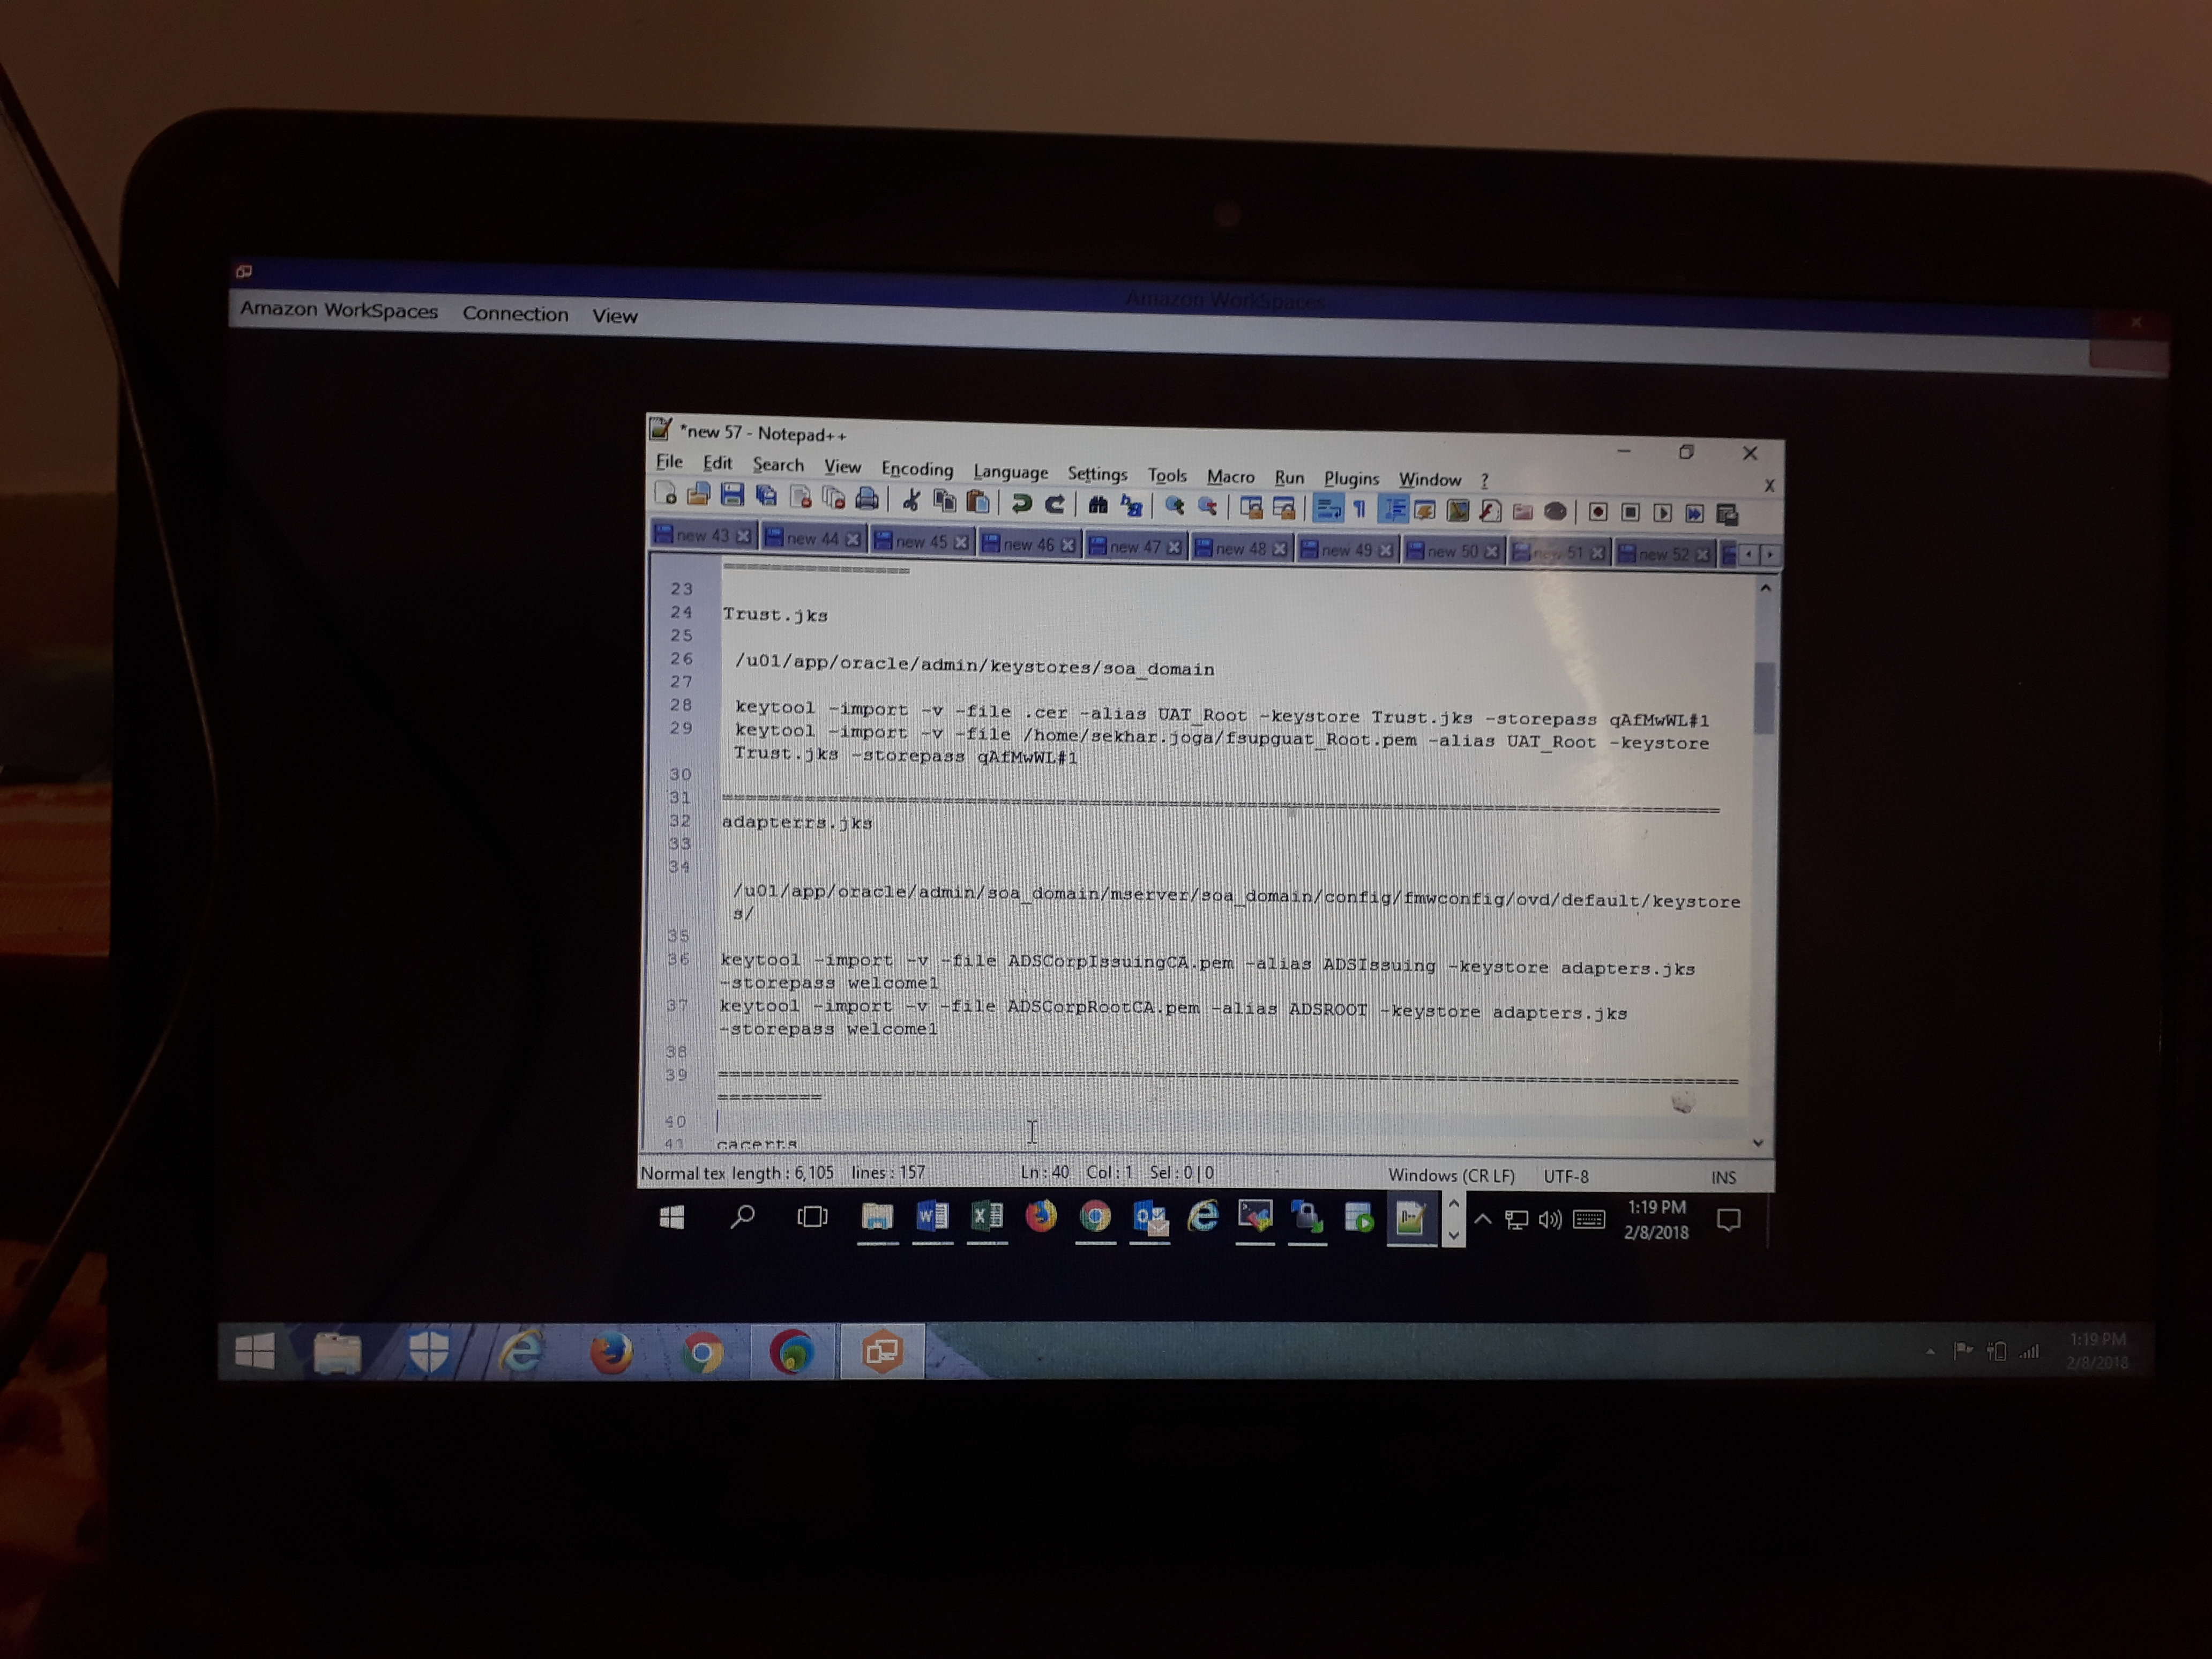 Amazon WorkSpaces
Amazon WorkSpaces Connection View
*new 57 - Notepad++
File Edit Search View Encoding Language Settings Tools Macro Run Plugins Window ?
new 43 new 44 new 45 new 46 new 47 new 48 new 49 new 50 new 51 new 52
================
23
24 Trust.jks
25
26 /u01/app/oracle/admin/keystores/soa_domain
27
28 keytool -import -v -file .cer -alias UAT_Root -keystore Trust.jks -storepass qAfMwWL#1
29 keytool -import -v -file /home/sekhar.joga/fsupguat_Root.pem -alias UAT_Root -keystore
Trust.jks -storepass qAfMwWL#1
30
31 =====================================================================================
32 adapterrs.jks
33
34
/u01/app/oracle/admin/soa_domain/mserver/soa_domain/config/fmwconfig/ovd/default/keystore
s/
35
36 keytool -import -v -file ADSCorpIssuingCA.pem -alias ADSIssuing -keystore adapters.jks
-storepass welcome1
37 keytool -import -v -file ADSCorpRootCA.pem -alias ADSROOT -keystore adapters.jks
-storepass welcome1
38
39 =======================================================================================
=========
40
41 cacerts
Normal tex length : 6,105 lines : 157 Ln : 40 Col : 1 Sel : 0 | 0 Windows (CR LF) UTF-8 INS
1:19 PM
2/8/2018
1:19 PM
2/8/2018
SONY